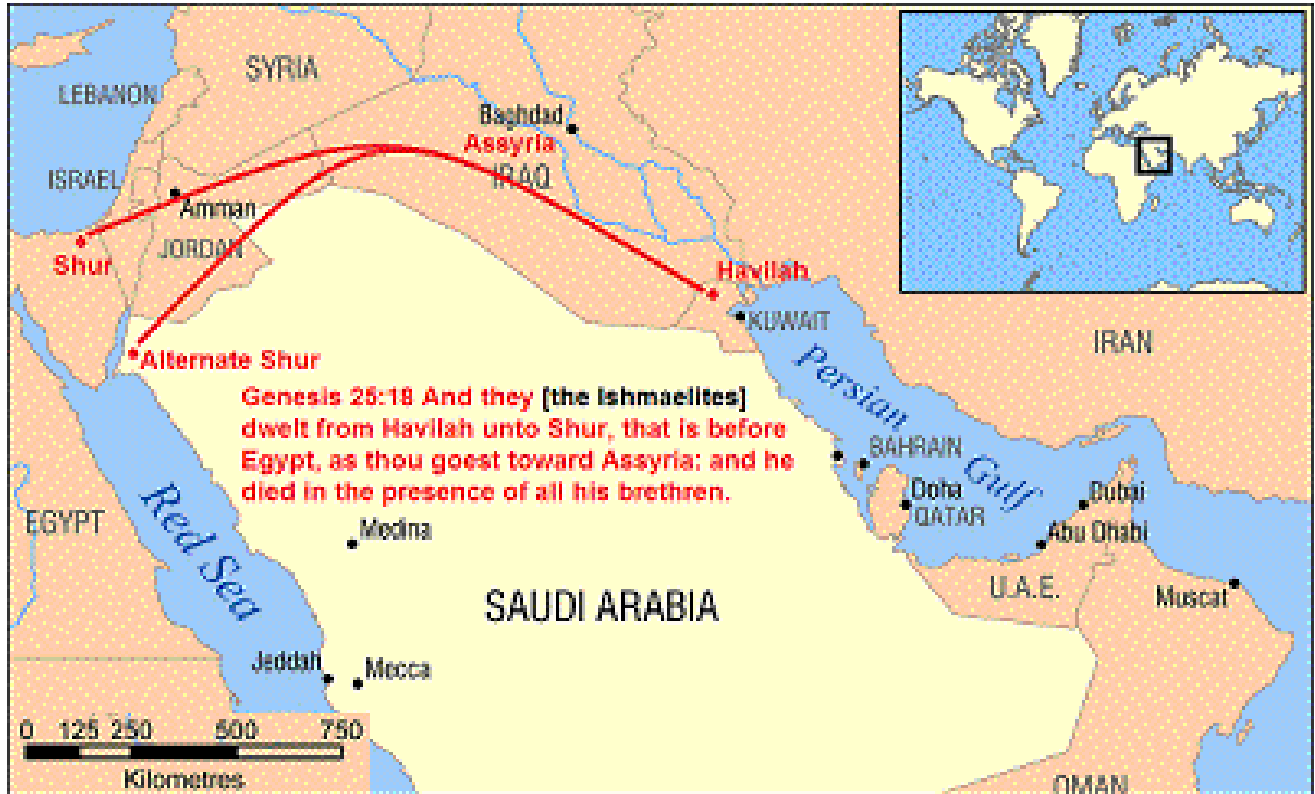 SYRIA
LEBANON
Baghdad
Assyria
IRAQ
ISRAEL
Amman
JORDAN
Shur
Havilah
KUWAIT
IRAN
Alternate Shur
Persian Gulf
Genesis 25:18 And they [the Ishmaelites]
dwelt from Havilah unto Shur, that is before
Egypt, as thou goest toward Assyria: and he
died in the presence of all his brethren.
BAHRAIN
Doha
QATAR
Dubai
Abu Dhabi
EGYPT
Red Sea
Medina
U.A.E.
Muscat
SAUDI ARABIA
Jeddah
Mecca
0 125 250 500 750
Kilometres
OMAN